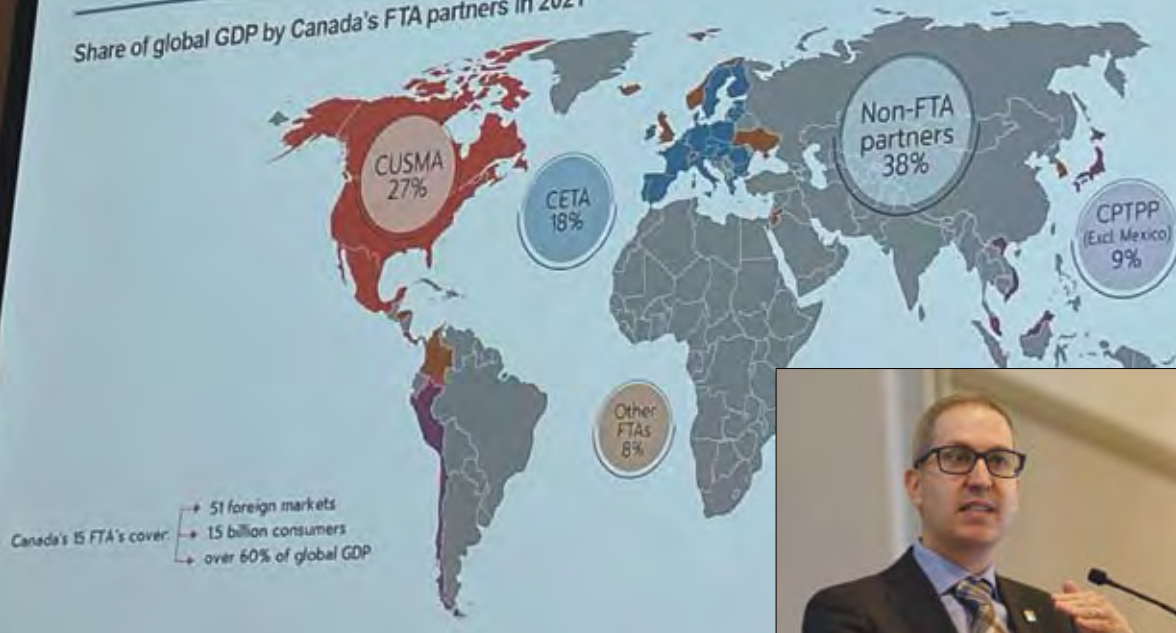 Share of global GDP by Canada's FTA partners in 2021
CUSMA
27%
CETA
18%
Non-FTA
partners
38%
CPTPP
(Excl. Mexico)
9%
Other
FTAs
8%
Canada's 15 FTA's cover:
51 foreign markets
1.5 billion consumers
over 60% of global GDP